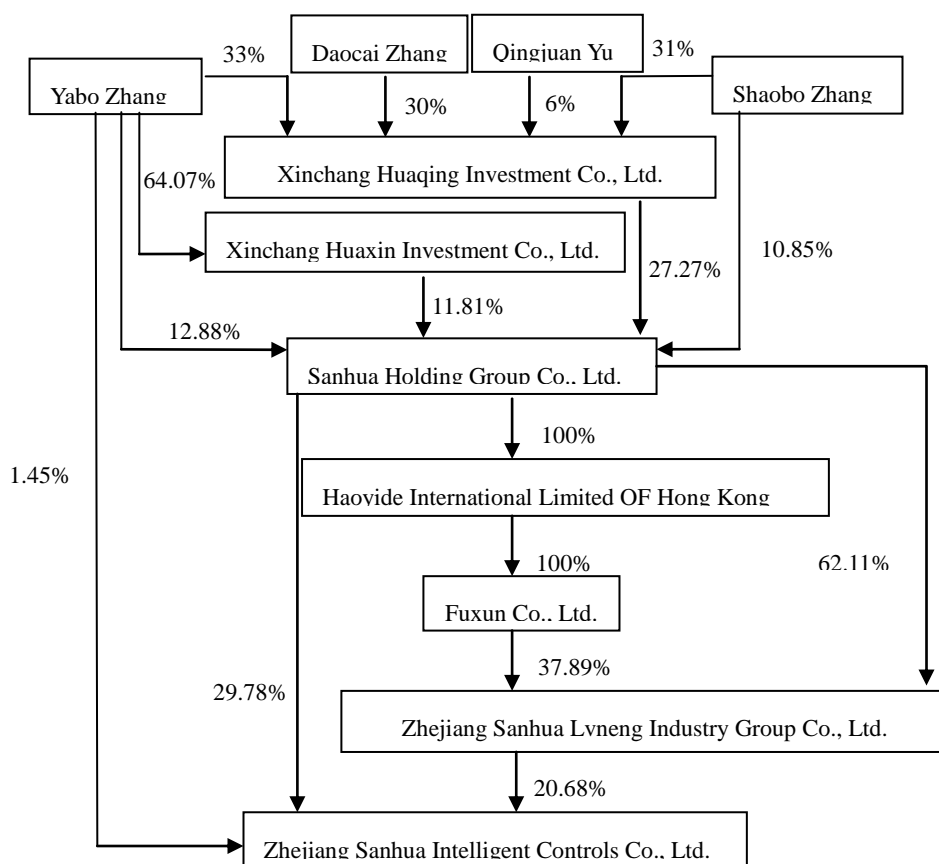 33%
Daocai Zhang
Qingjuan Yu
31%
Yabo Zhang
Shaobo Zhang
30%
6%
Xinchang Huaqing Investment Co., Ltd.
64.07%
Xinchang Huaxin Investment Co., Ltd.
10.85%
27.27%
11.81%
12.88%
Sanhua Holding Group Co., Ltd.
100%
1.45%
Haovide International Limited OF Hong Kong
100%
62.11%
Fuxun Co., Ltd.
37.89%
29.78%
Zhejiang Sanhua Lvneng Industry Group Co., Ltd.
20.68%
Zhejiang Sanhua Intelligent Controls Co., Ltd.